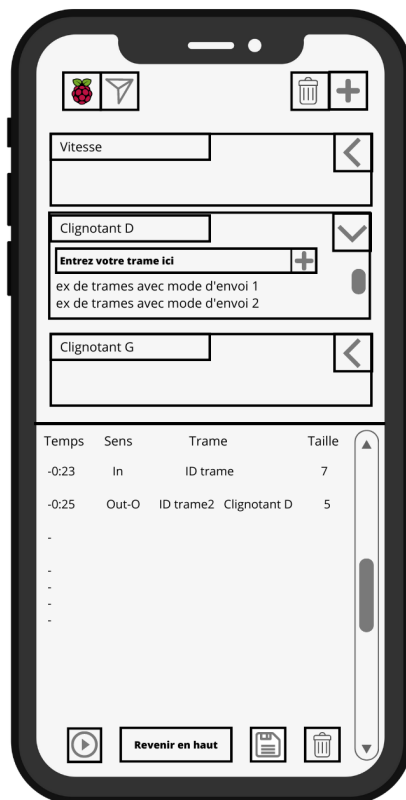 Vitesse
Clignotant D
Entrez votre trame ici
ex de trames avec mode d'envoi 1
ex de trames avec mode d'envoi 2
Clignotant G
Temps Sens Trame Taille
-0:23 In ID trame 7
-0:25 Out-O ID trame2 Clignotant D 5
-
-
-
-
-
Revenir en haut